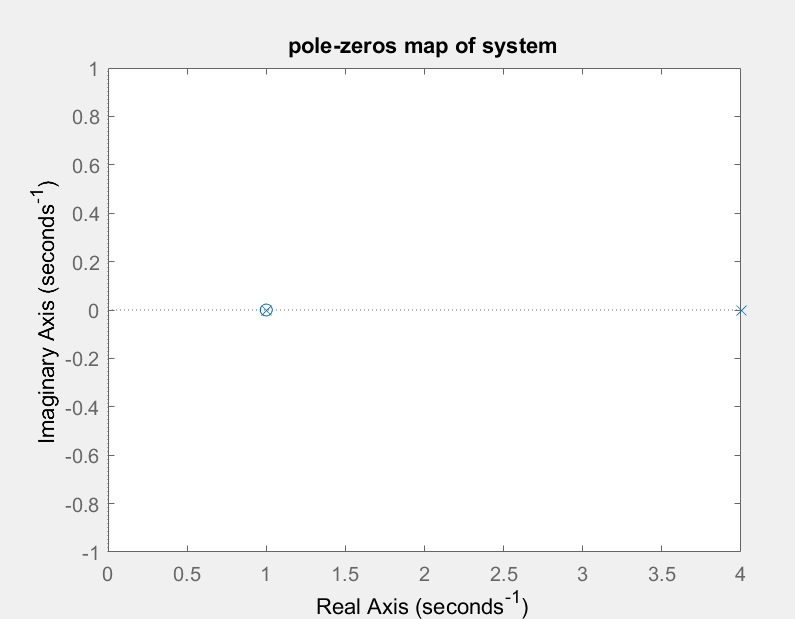 pole-zeros map of system
1
0.8
0.6
0.4
0.2
0
-0.2
-0.4
-0.6
-0.8
-1
Imaginary Axis (seconds⁻¹)
0 0.5 1 1.5 2 2.5 3 3.5 4
Real Axis (seconds⁻¹)